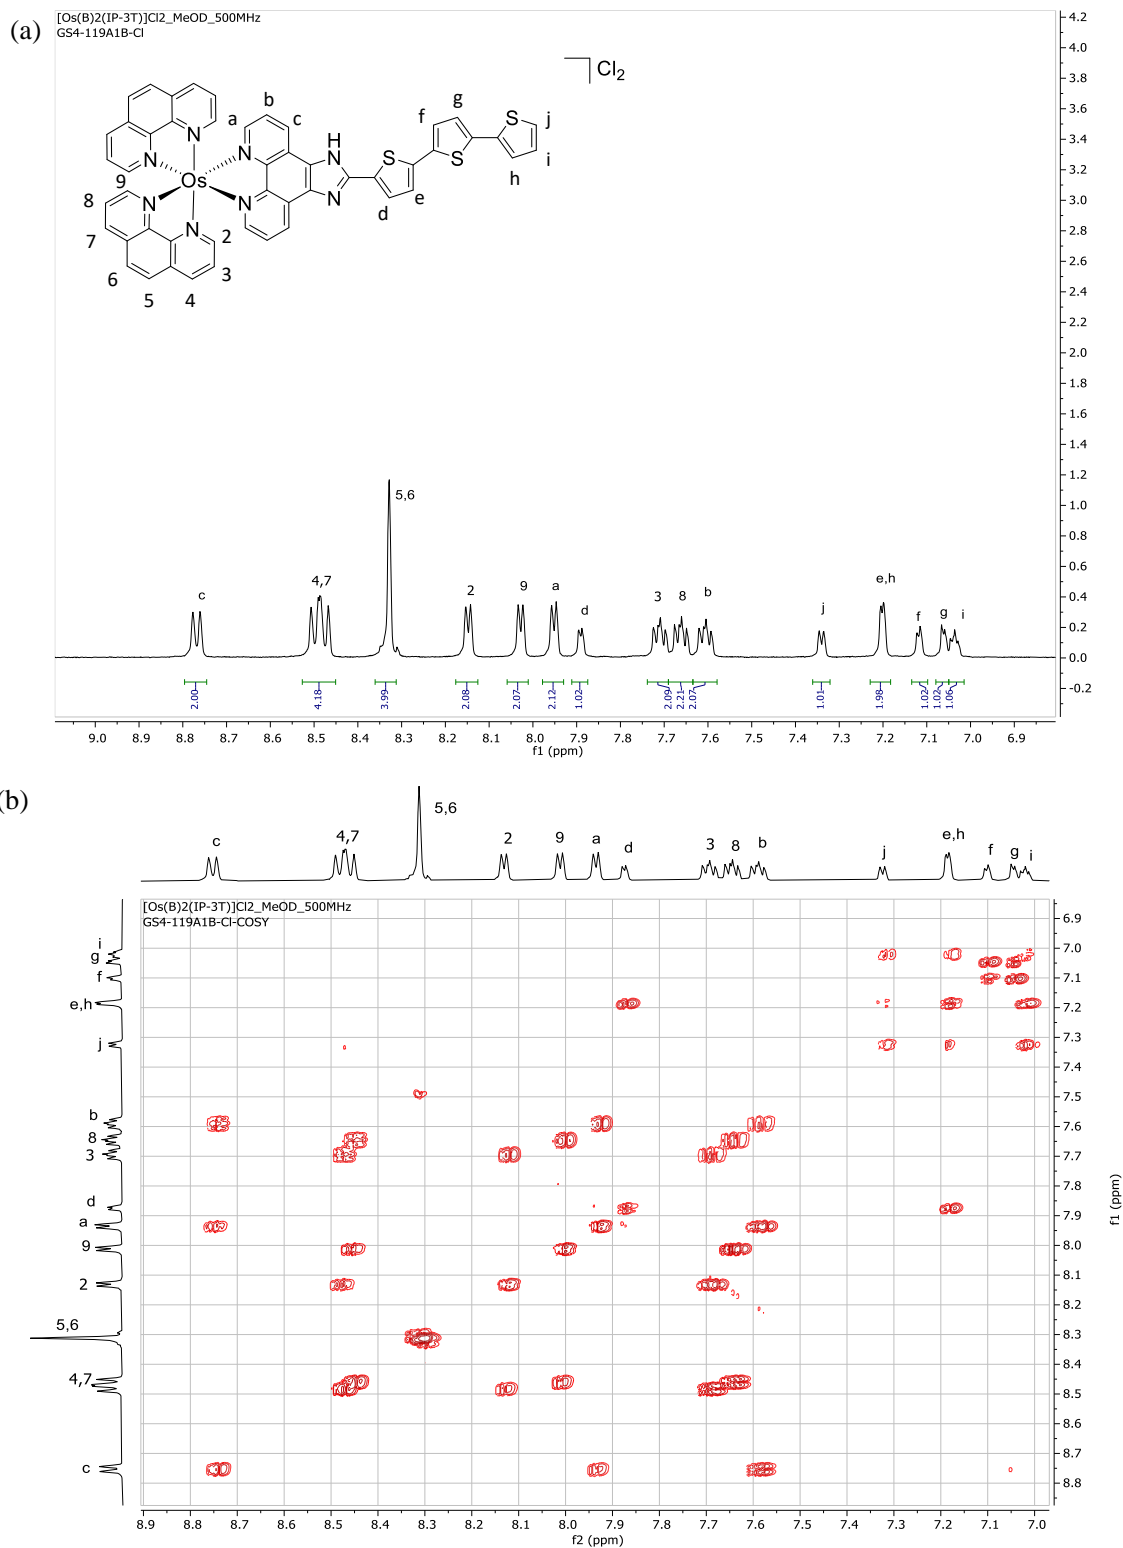 (a)
[Os(B)2(IP-3T)]Cl2_MeOD_500MHz
GS4-119A1B-Cl
Cl2
a b c H N N N N N N N N Os S S S
d e f g h i j
9 8 7 6 5 4 3 2
c 4,7 5,6 2 9 a d 3 8 b j e,h f g i
2.00 4.18 3.99 2.08 2.07 2.12 1.02 2.09 2.21 2.07 1.01 1.98 1.02 1.02 1.06
4.2
4.0
3.8
3.6
3.4
3.2
3.0
2.8
2.6
2.4
2.2
2.0
1.8
1.6
1.4
1.2
1.0
0.8
0.6
0.4
0.2
0.0
-0.2
9.0 8.9 8.8 8.7 8.6 8.5 8.4 8.3 8.2 8.1 8.0 7.9 7.8 7.7 7.6 7.5 7.4 7.3 7.2 7.1 7.0 6.9
f1 (ppm)
(b)
c 4,7 5,6 2 9 a d 3 8 b j e,h f g i
[Os(B)2(IP-3T)]Cl2_MeOD_500MHz
GS4-119A1B-Cl-COSY
i
g
f
e,h
j
b
8
3
d
a
9
2
5,6
4,7
c
6.9
7.0
7.1
7.2
7.3
7.4
7.5
7.6
7.7
7.8
7.9
8.0
8.1
8.2
8.3
8.4
8.5
8.6
8.7
8.8
f1 (ppm)
8.9 8.8 8.7 8.6 8.5 8.4 8.3 8.2 8.1 8.0 7.9 7.8 7.7 7.6 7.5 7.4 7.3 7.2 7.1 7.0
f2 (ppm)